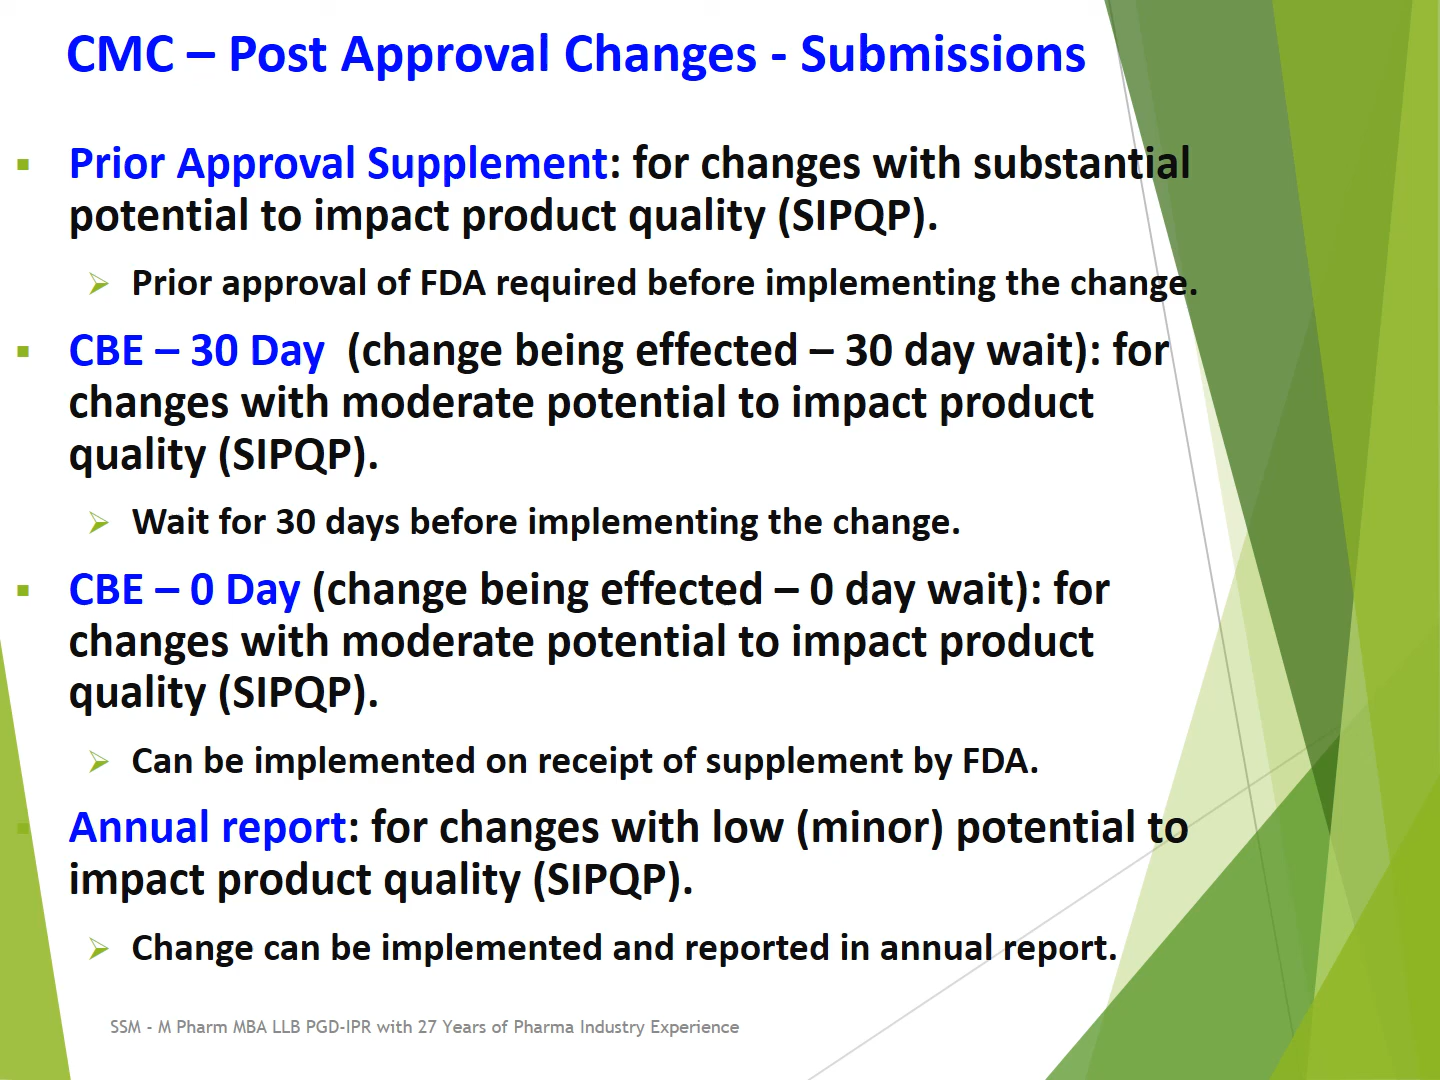 CMC – Post Approval Changes - Submissions
Prior Approval Supplement: for changes with substantial
potential to impact product quality (SIPQP).
Prior approval of FDA required before implementing the change.
CBE – 30 Day (change being effected – 30 day wait): for
changes with moderate potential to impact product
quality (SIPQP).
Wait for 30 days before implementing the change.
CBE – 0 Day (change being effected – 0 day wait): for
changes with moderate potential to impact product
quality (SIPQP).
Can be implemented on receipt of supplement by FDA.
Annual report: for changes with low (minor) potential to
impact product quality (SIPQP).
Change can be implemented and reported in annual report.
SSM - M Pharm MBA LLB PGD-IPR with 27 Years of Pharma Industry Experience